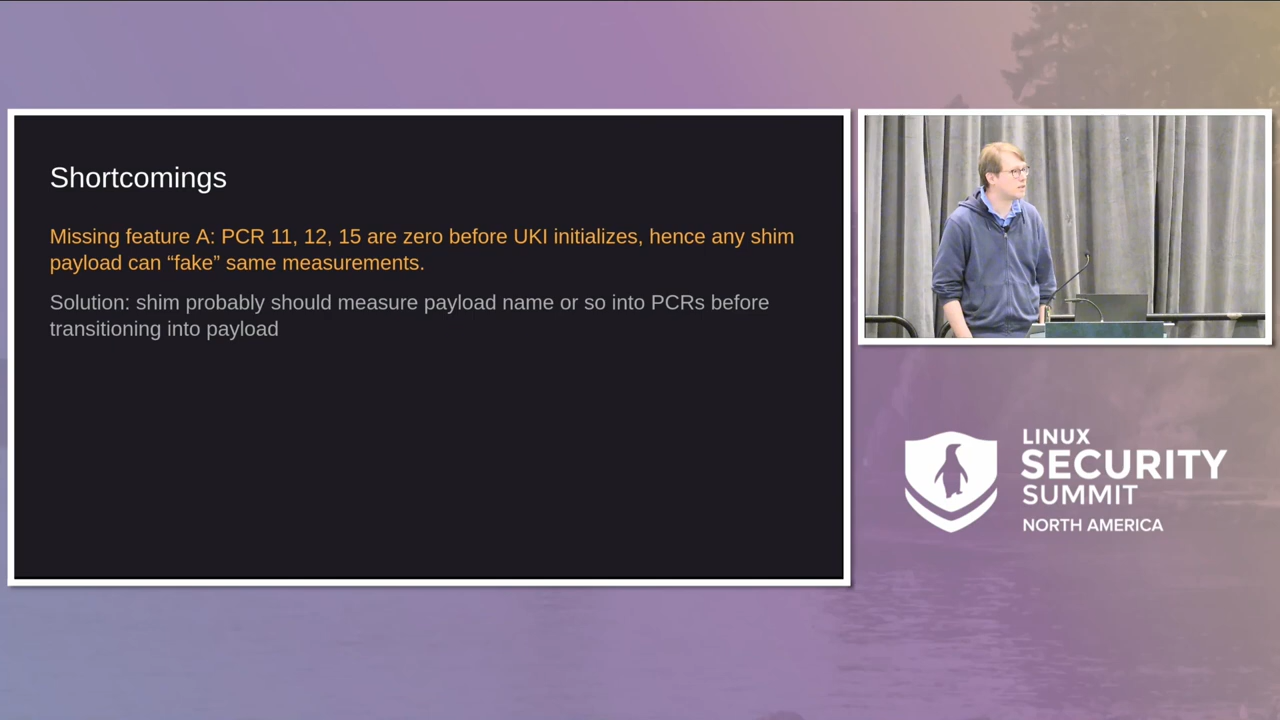 Shortcomings
Missing feature A: PCR 11, 12, 15 are zero before UKI initializes, hence any shim
payload can “fake” same measurements.
Solution: shim probably should measure payload name or so into PCRs before
transitioning into payload
LINUX
SECURITY
SUMMIT
NORTH AMERICA